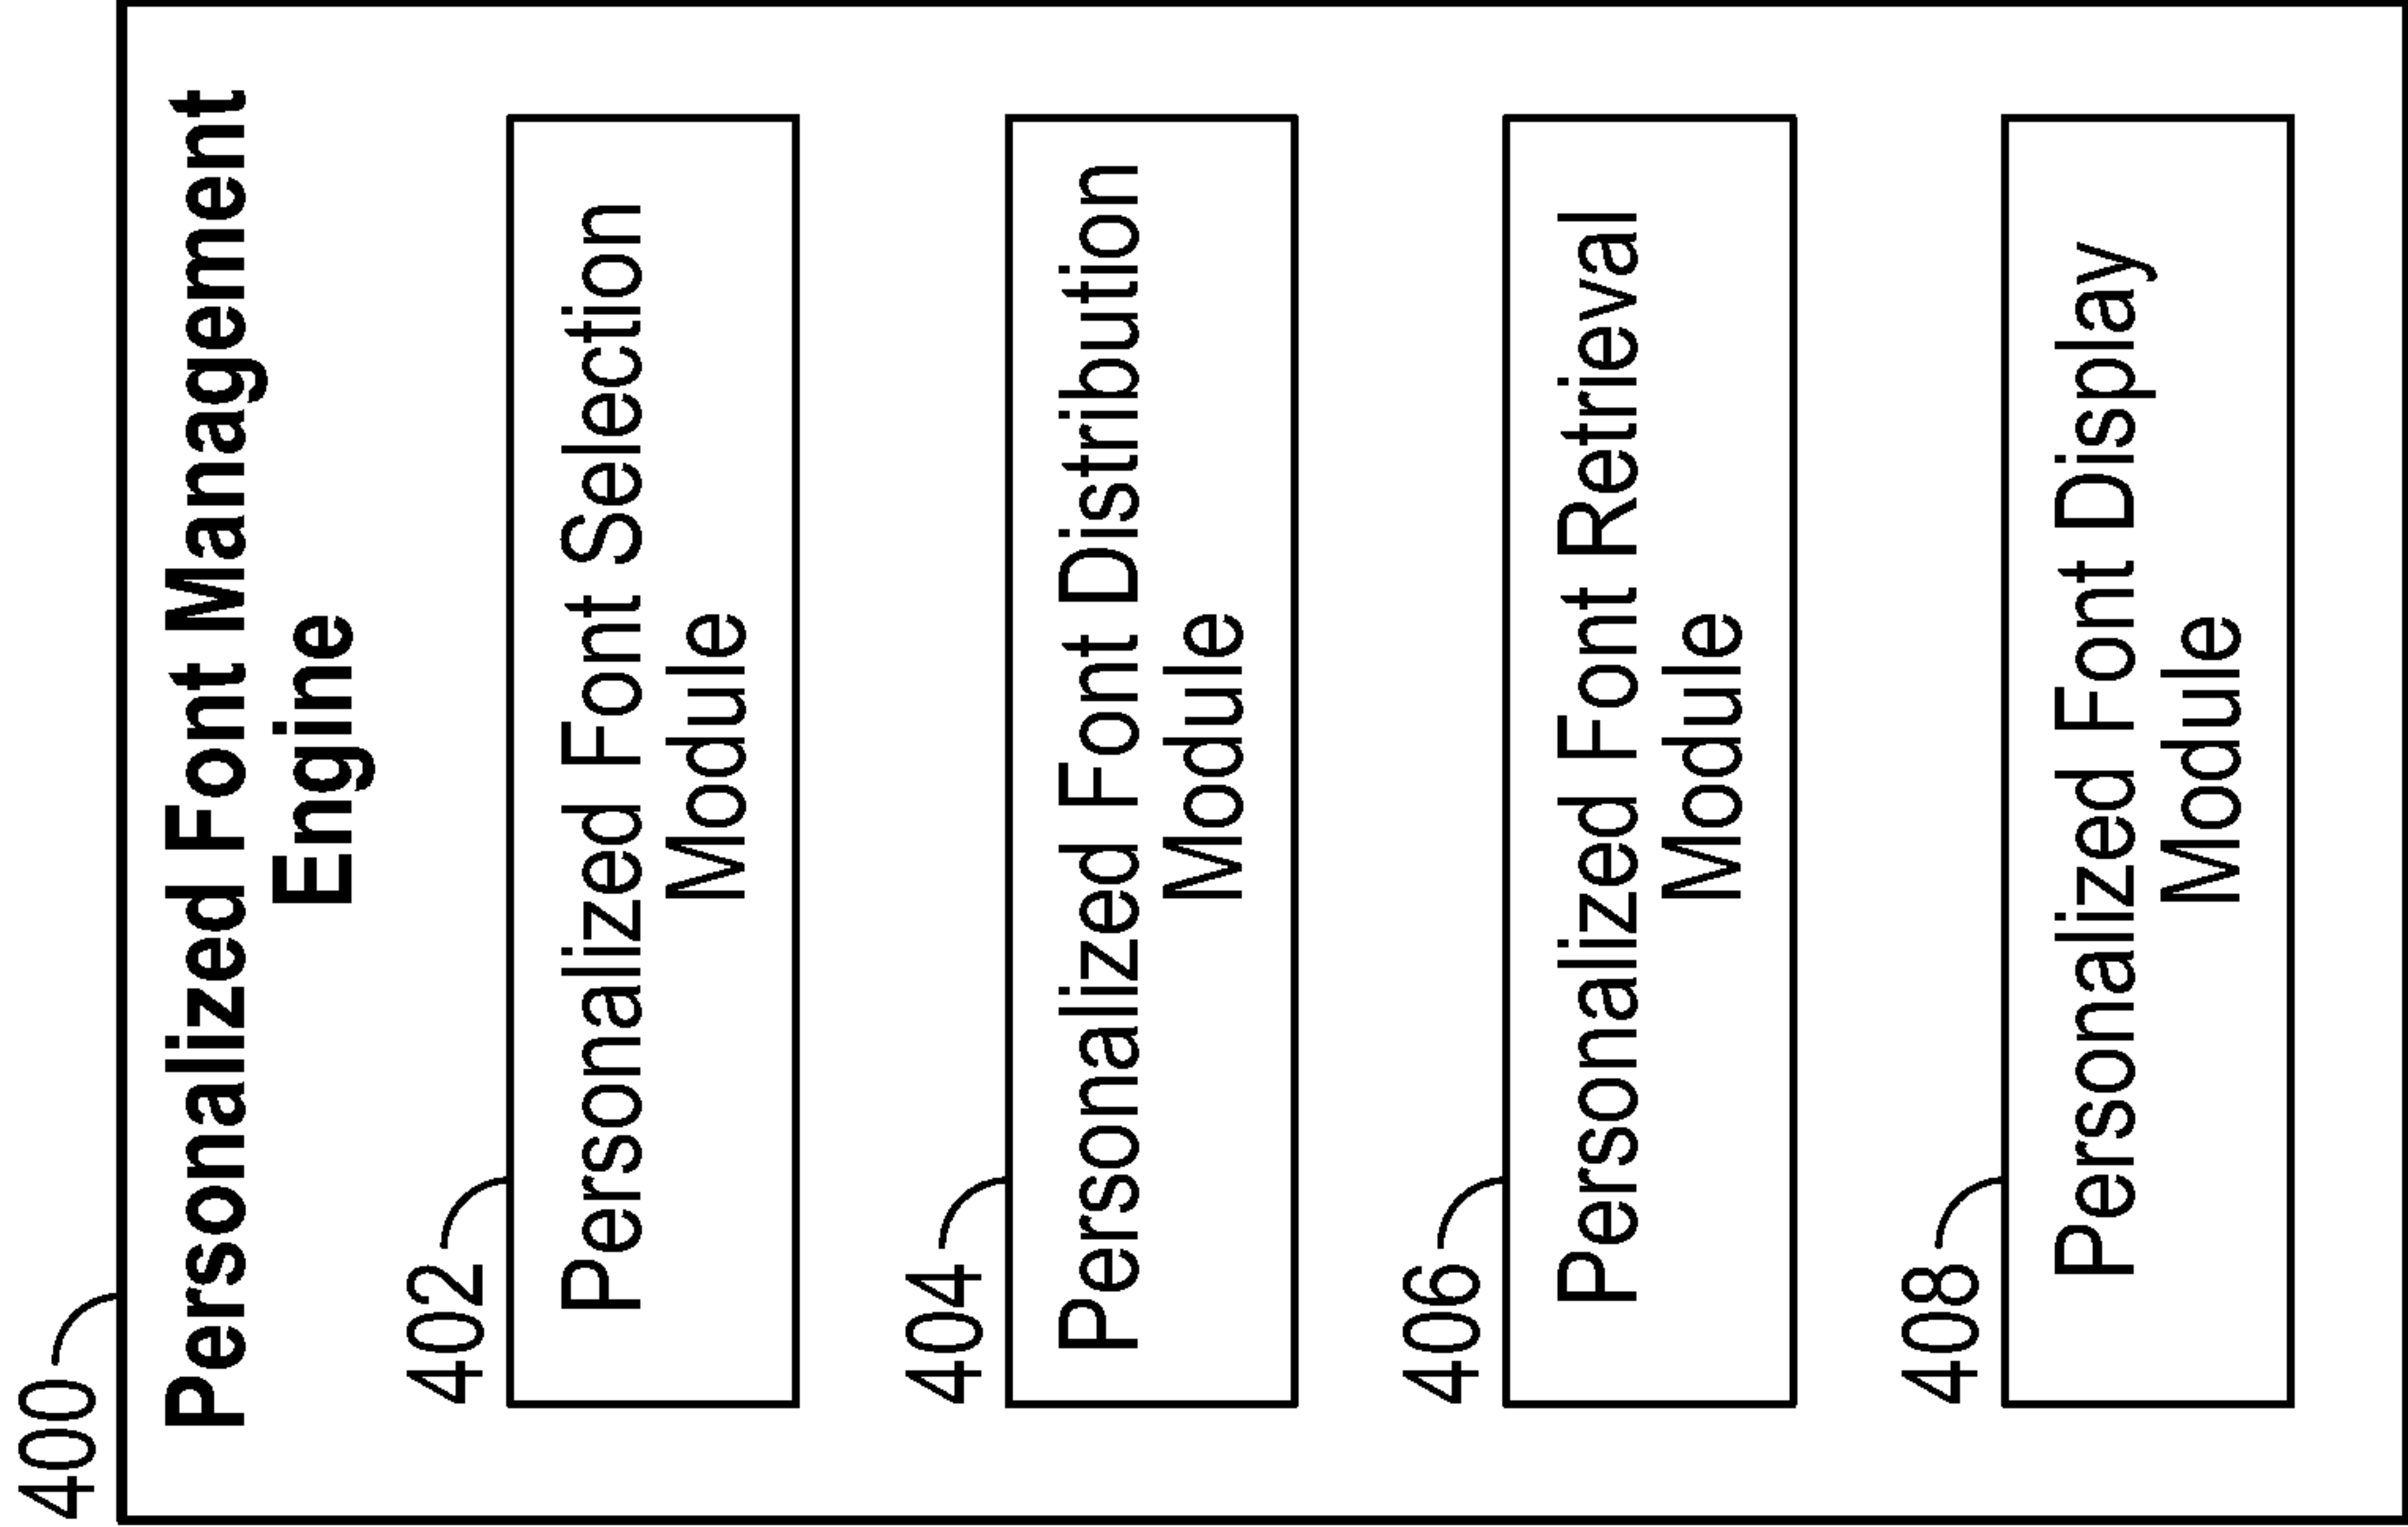 400
Personalized Font Management
Engine
402
Personalized Font Selection
Module
404
Personalized Font Distribution
Module
406
Personalized Font Retrieval
Module
408
Personalized Font Display
Module